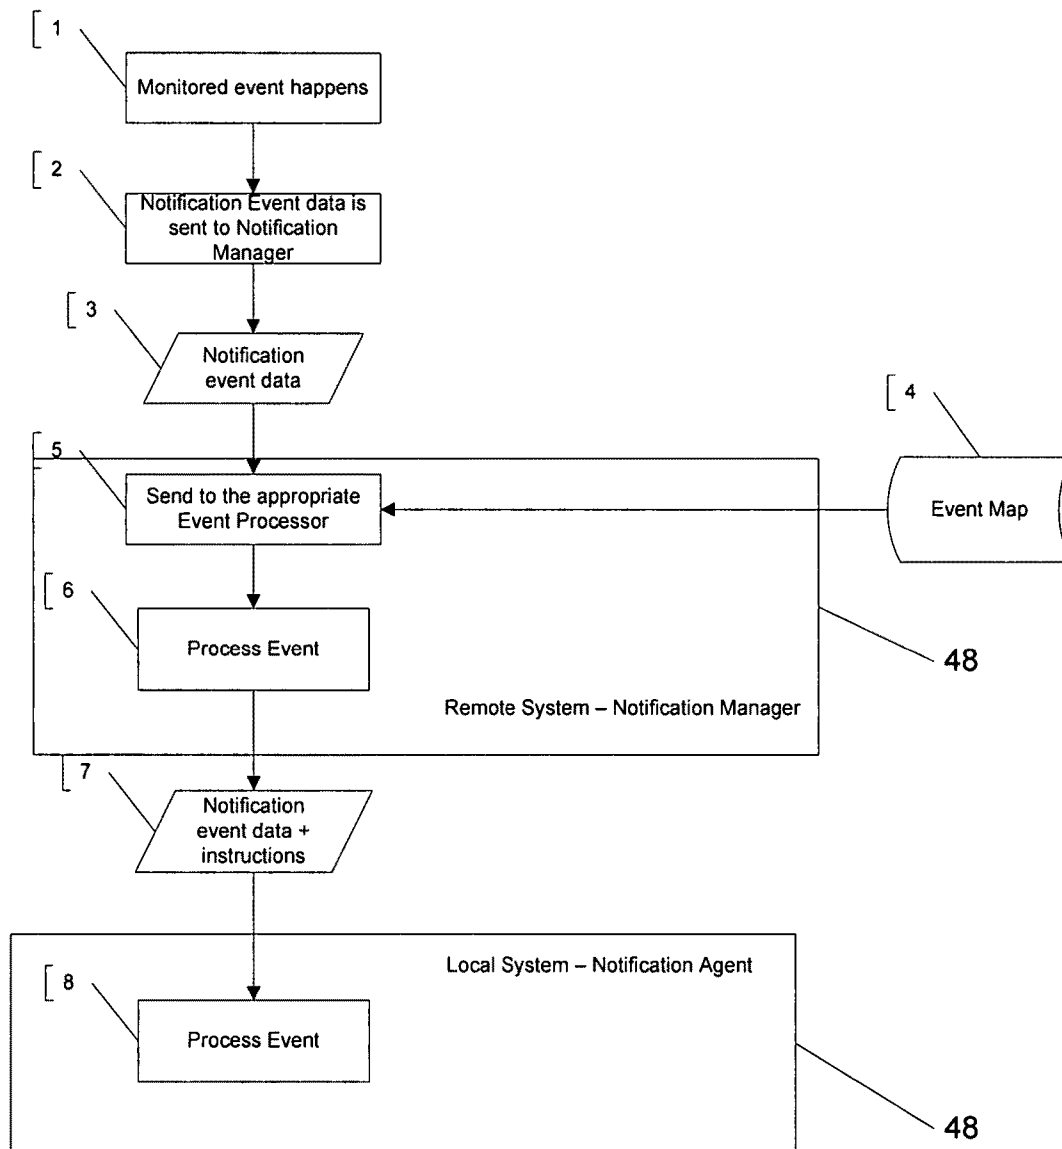 1
Monitored event happens
2
Notification Event data is
sent to Notification
Manager
3
Notification
event data
4
Event Map
5
Send to the appropriate
Event Processor
6
Process Event
48
Remote System – Notification Manager
7
Notification
event data +
instructions
Local System – Notification Agent
8
Process Event
48